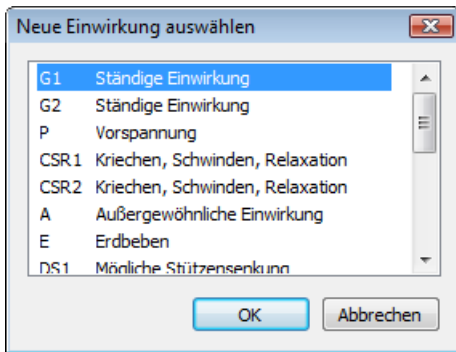 Neue Einwirkung auswählen
G1 Ständige Einwirkung
G2 Ständige Einwirkung
P Vorspannung
CSR1 Kriechen, Schwinden, Relaxation
CSR2 Kriechen, Schwinden, Relaxation
A Außergewöhnliche Einwirkung
E Erdbeben
DS1 Mögliche Stützensenkung
OK Abbrechen